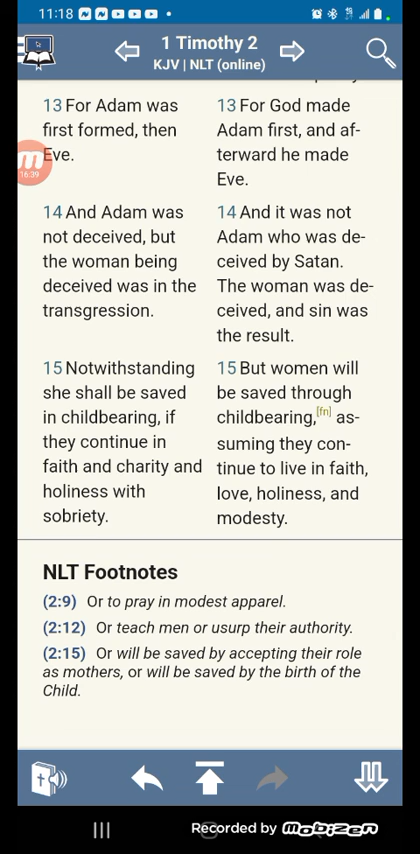 11:18
1 Timothy 2
KJV | NLT (online)
13 For Adam was
first formed, then
Eve.
13 For God made
Adam first, and af-
terward he made
Eve.
16:39
14 And Adam was
not deceived, but
the woman being
deceived was in the
transgression.
14 And it was not
Adam who was de-
ceived by Satan.
The woman was de-
ceived, and sin was
the result.
15 Notwithstanding
she shall be saved
in childbearing, if
they continue in
faith and charity and
holiness with
sobriety.
15 But women will
be saved through
childbearing,[fn] as-
suming they con-
tinue to live in faith,
love, holiness, and
modesty.
NLT Footnotes
(2:9) Or to pray in modest apparel.
(2:12) Or teach men or usurp their authority.
(2:15) Or will be saved by accepting their role
as mothers, or will be saved by the birth of the
Child.
Recorded by mobizen